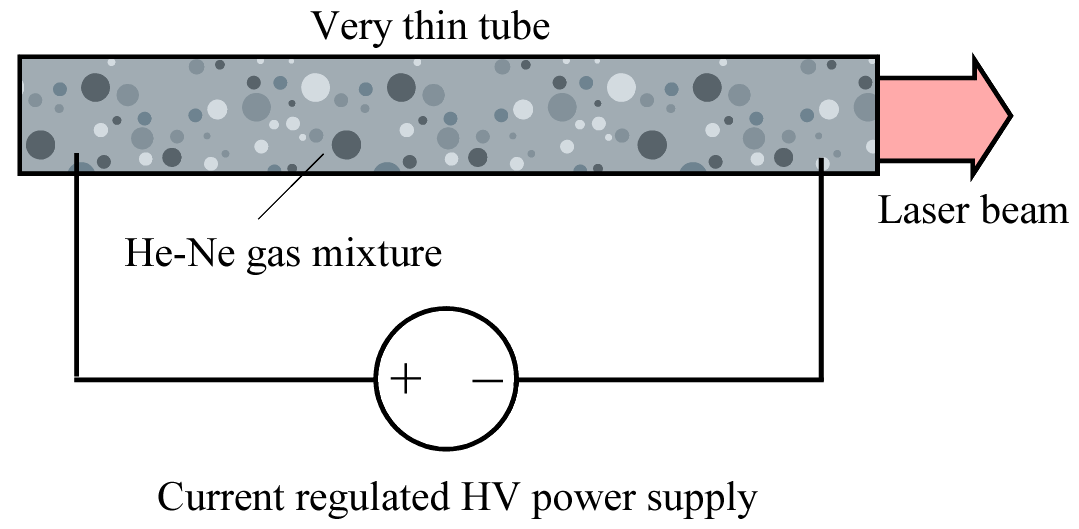 Very thin tube
Laser beam
He-Ne gas mixture
+ −
Current regulated HV power supply